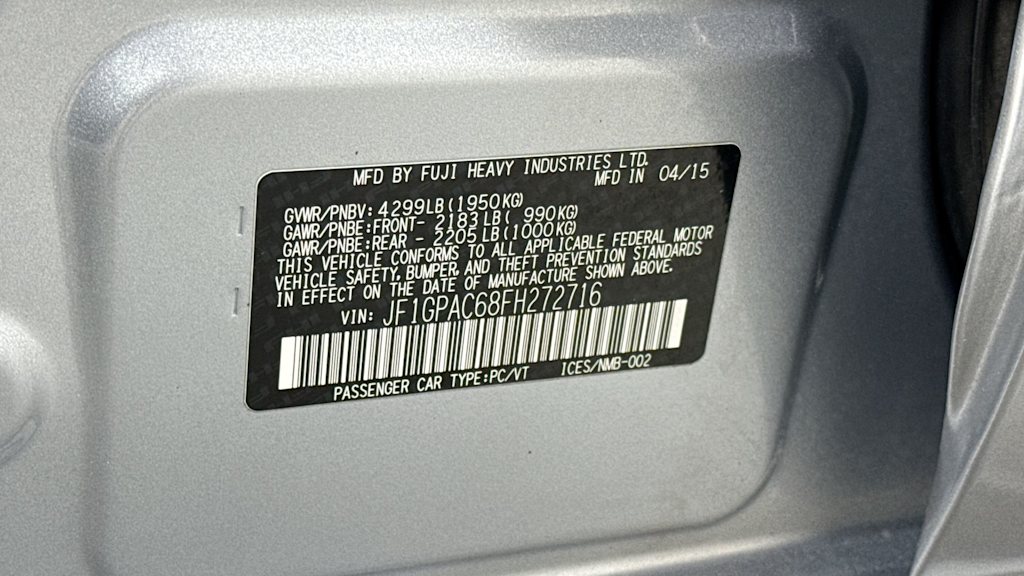 MFD BY FUJI HEAVY INDUSTRIES LTD.
MFD IN 04/15
GVWR/PNBV: 4299LB(1950KG)
GAWR/PNBE:FRONT- 2183LB( 990KG)
GAWR/PNBE:REAR - 2205LB(1000KG)
THIS VEHICLE CONFORMS TO ALL APPLICABLE FEDERAL MOTOR
VEHICLE SAFETY, BUMPER, AND THEFT PREVENTION STANDARDS
IN EFFECT ON THE DATE OF MANUFACTURE SHOWN ABOVE.
VIN: JF1GPAC68FH272716
PASSENGER CAR TYPE:PC/VT ICES/NMB-002